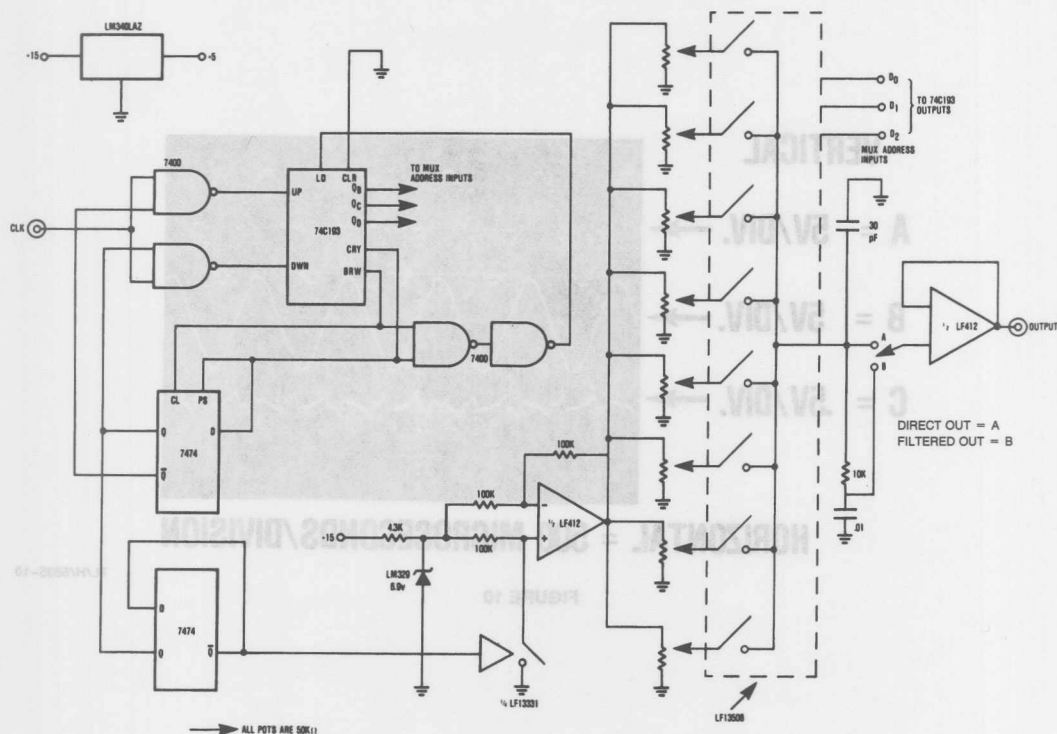 LM340LAZ
-15
-5
7400
CLK
UP
DWN
LD
CLR
QB
QC
QD
74C193
CRY
BRW
TO MUX
ADDRESS INPUTS
7400
CL
PS
Q
D
7474
Q̅
D
Q
Q̅
7474
-15
4.3K
LM329
6.9v
100K
100K
100K
½ LF412
-
+
¼ LF13331
ALL POTS ARE 50KΩ
D0
D1
D2
TO 74C193
OUTPUTS
MUX ADDRESS
INPUTS
30
pF
A
B
½ LF412
OUTPUT
DIRECT OUT = A
FILTERED OUT = B
10K
.01
LF13508
VERTICAL
A = 5V/DIV.
B = 5V/DIV.
C = .5V/DIV.
HORIZONTAL = 500 MICROSECONDS/DIVISION
FIGURE 10